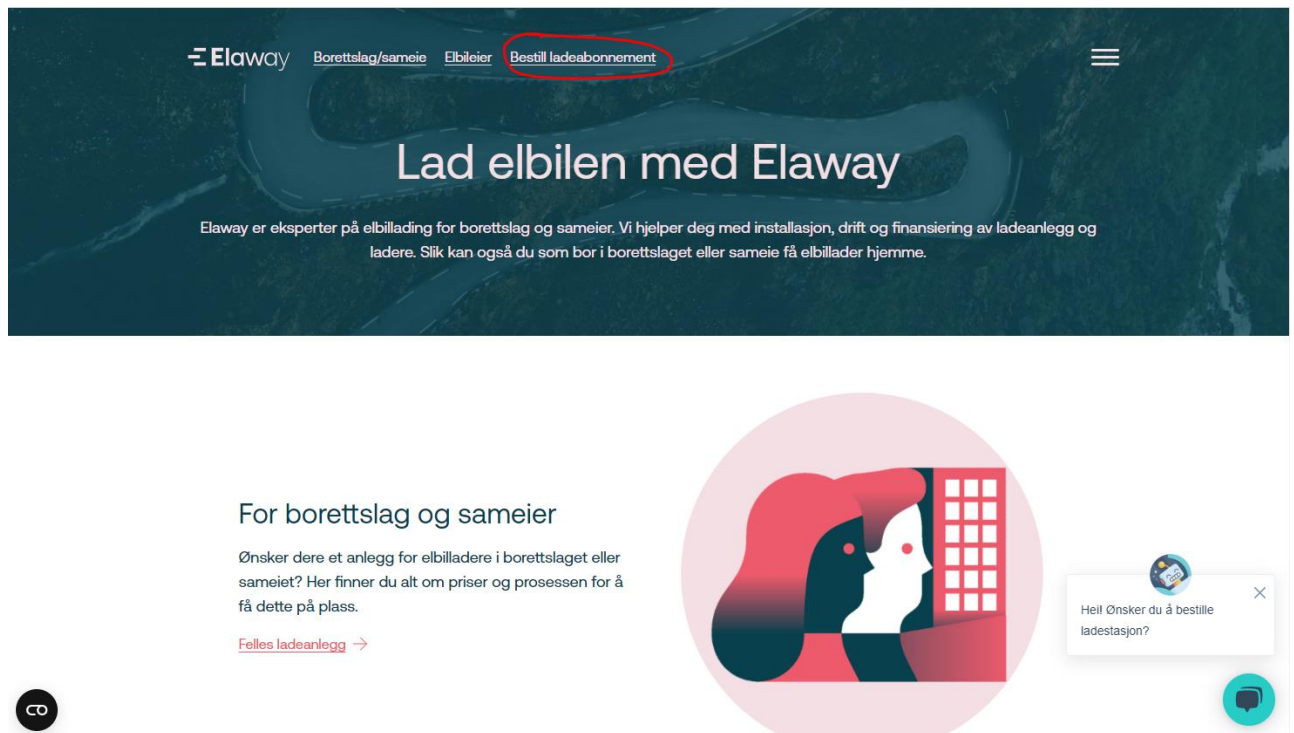 Elaway Borettslag/sameie Elbileier Bestill ladeabonnement
Lad elbilen med Elaway
Elaway er eksperter på elbillading for borettslag og sameier. Vi hjelper deg med installasjon, drift og finansiering av ladeanlegg og
ladere. Slik kan også du som bor i borettslaget eller sameie få elbillader hjemme.
For borettslag og sameier
Ønsker dere et anlegg for elbilladere i borettslaget eller
sameiet? Her finner du alt om priser og prosessen for å
få dette på plass.
Felles ladeanlegg →
Hei! Ønsker du å bestille
ladestasjon?